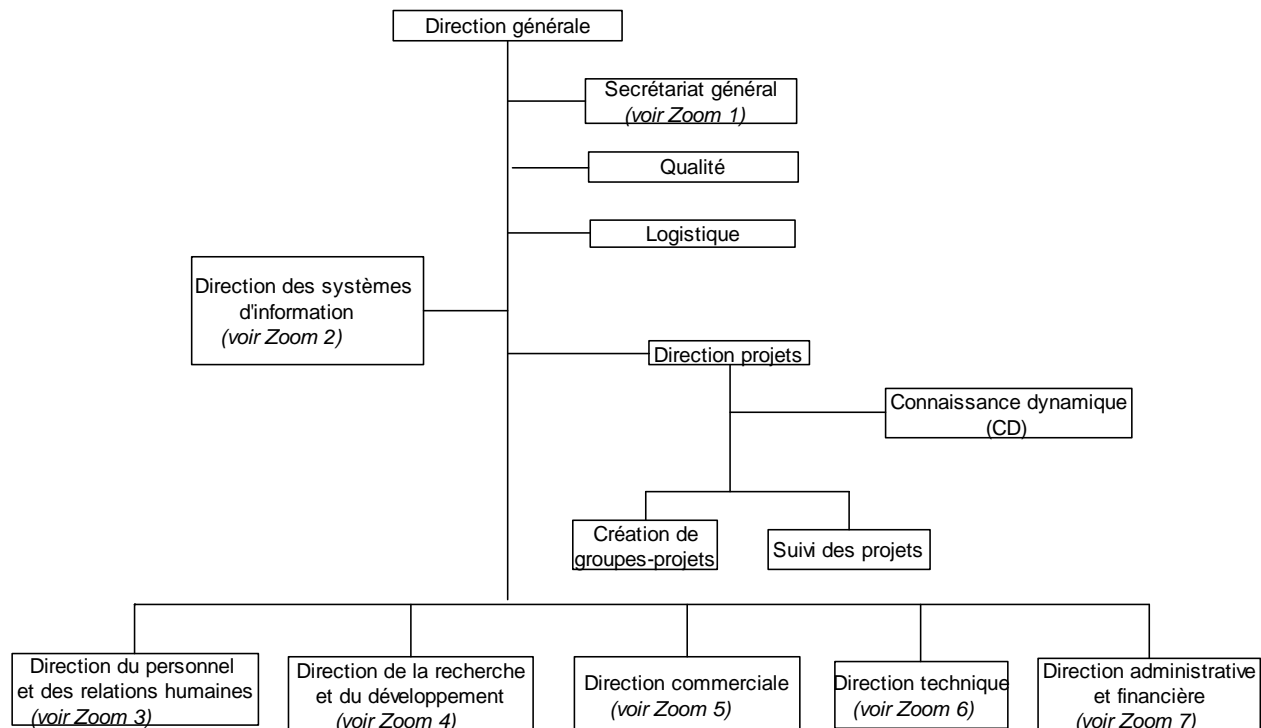 Direction générale
Secrétariat général
(voir Zoom 1)
Qualité
Logistique
Direction des systèmes
d'information
(voir Zoom 2)
Direction projets
Connaissance dynamique
(CD)
Création de
groupes-projets
Suivi des projets
Direction du personnel
et des relations humaines
(voir Zoom 3)
Direction de la recherche
et du développement
(voir Zoom 4)
Direction commerciale
(voir Zoom 5)
Direction technique
(voir Zoom 6)
Direction administrative
et financière
(voir Zoom 7)